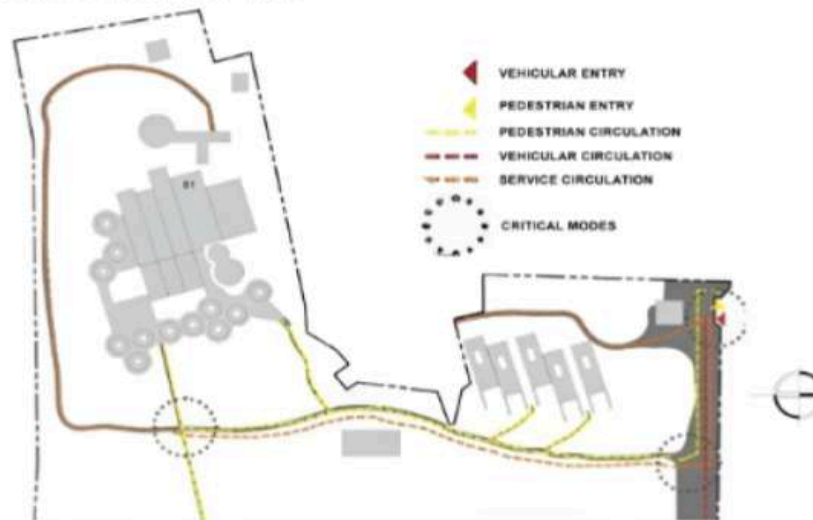 VEHICULAR ENTRY
PEDESTRIAN ENTRY
PEDESTRIAN CIRCULATION
VEHICULAR CIRCULATION
SERVICE CIRCULATION
CRITICAL MODES